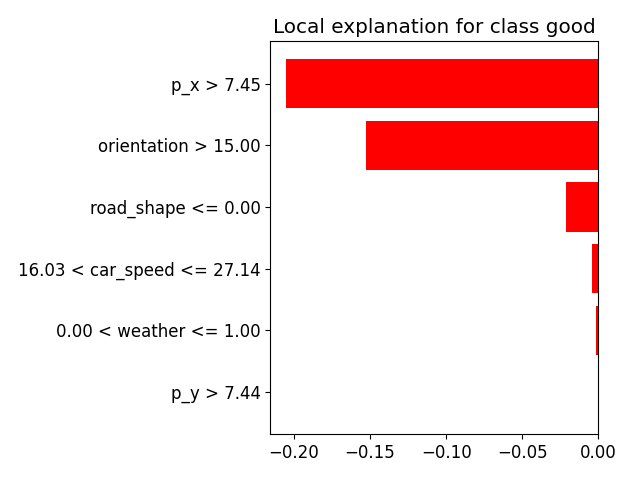 Local explanation for class good
p_x > 7.45
orientation > 15.00
road_shape <= 0.00
16.03 < car_speed <= 27.14
0.00 < weather <= 1.00
p_y > 7.44
−0.20 −0.15 −0.10 −0.05 0.00